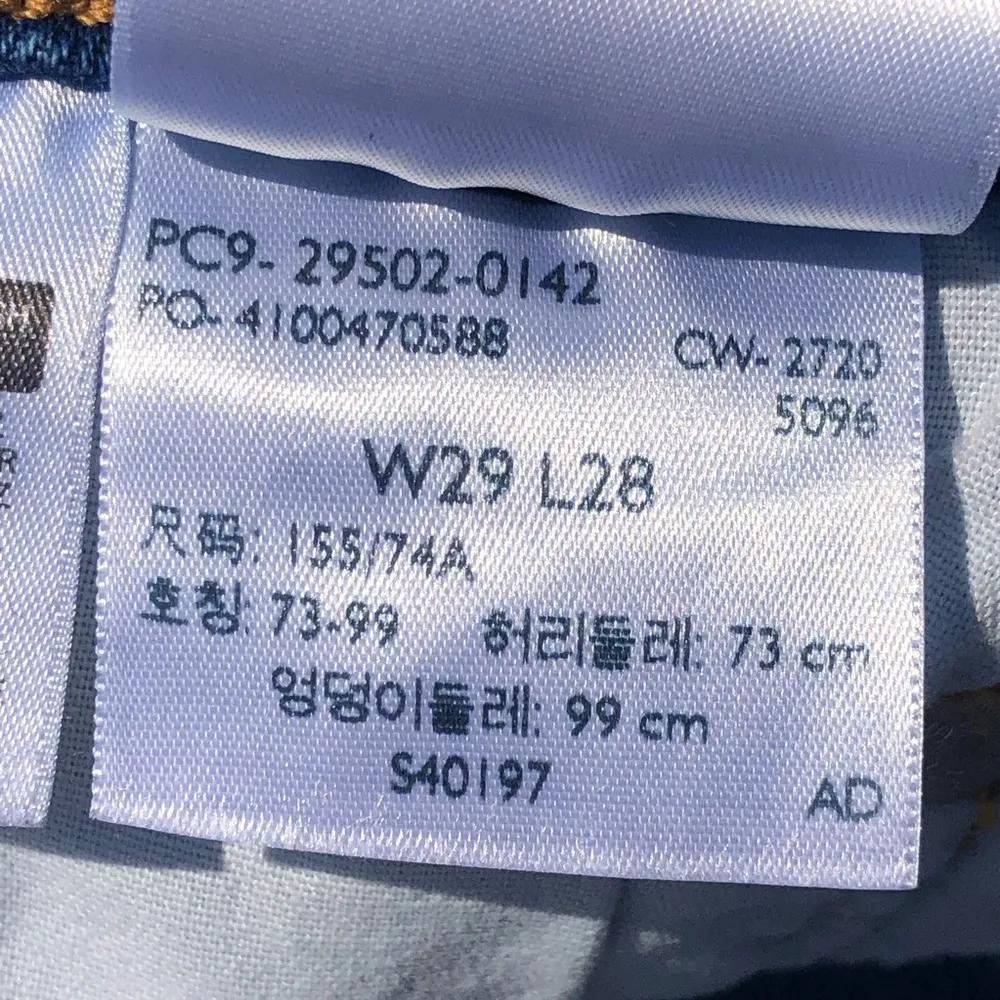 PC9- 29502-0142
PO- 4100470588
CW- 2720
5096
W29 L28
尺码: 155/74A
호칭: 73-99 허리둘레: 73 cm
엉덩이둘레: 99 cm
S40197
AD
R